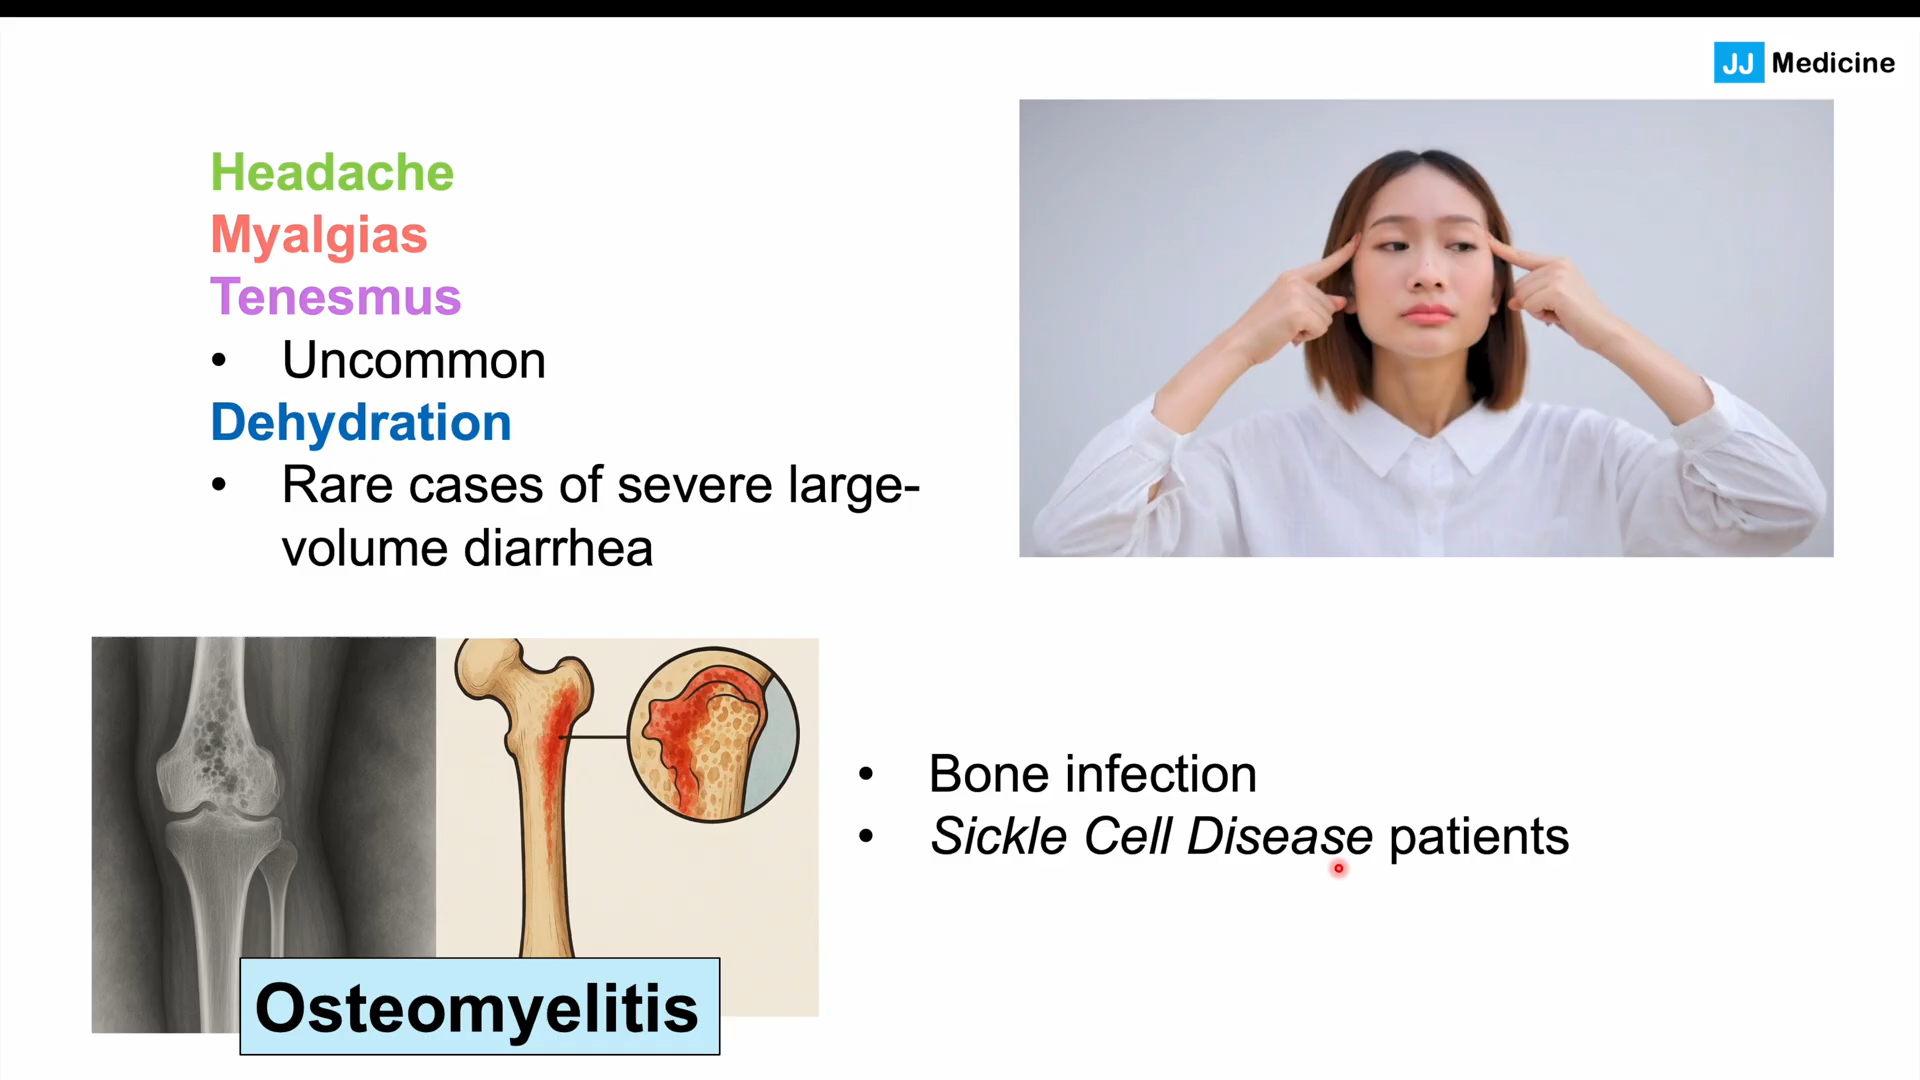 JJ Medicine
Headache
Myalgias
Tenesmus
• Uncommon
Dehydration
• Rare cases of severe large-
volume diarrhea
• Bone infection
• Sickle Cell Disease patients
Osteomyelitis